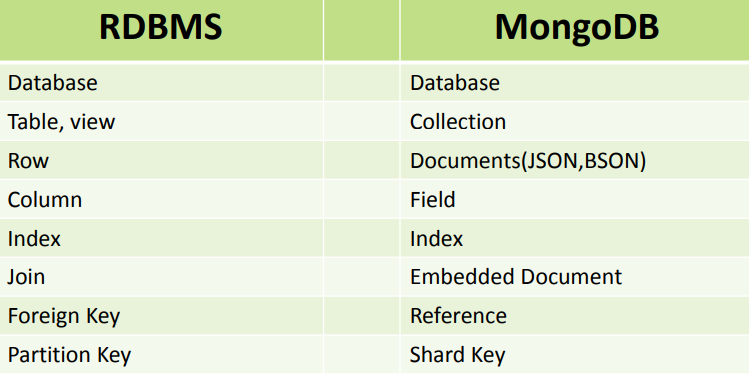 RDBMS MongoDB
Database Database
Table, view Collection
Row Documents(JSON,BSON)
Column Field
Index Index
Join Embedded Document
Foreign Key Reference
Partition Key Shard Key